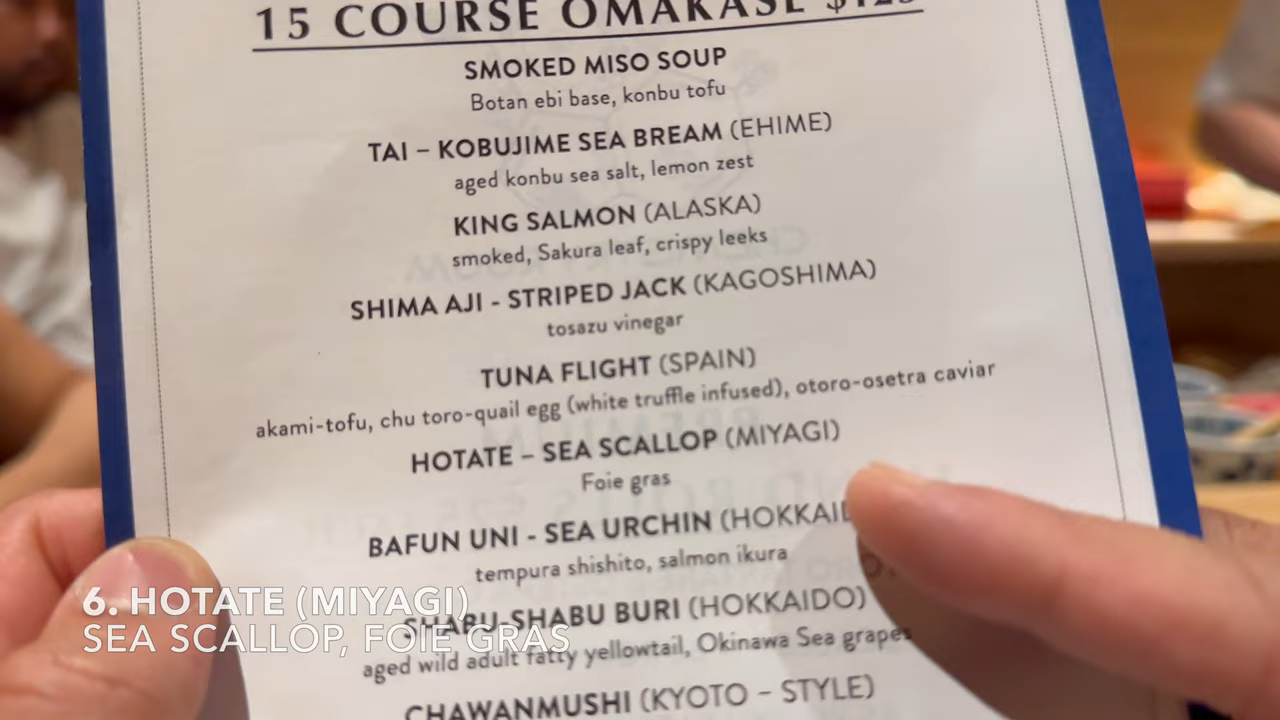 15 COURSE OMAKASE $125
SMOKED MISO SOUP
Botan ebi base, konbu tofu
TAI – KOBUJIME SEA BREAM (EHIME)
aged konbu sea salt, lemon zest
KING SALMON (ALASKA)
smoked, Sakura leaf, crispy leeks
SHIMA AJI - STRIPED JACK (KAGOSHIMA)
tosazu vinegar
TUNA FLIGHT (SPAIN)
akami-tofu, chu toro-quail egg (white truffle infused), otoro-osetra caviar
HOTATE – SEA SCALLOP (MIYAGI)
Foie gras
BAFUN UNI - SEA URCHIN
tempura shishito, salmon ikura
SHABU-SHABU BURI (HOKKAIDO)
aged wild adult fatty yellowtail, Okinawa Sea grapes
CHAWANMUSHI (KYOTO – STYLE)
6. HOTATE (MIYAGI)
SEA SCALLOP, FOIE GRAS